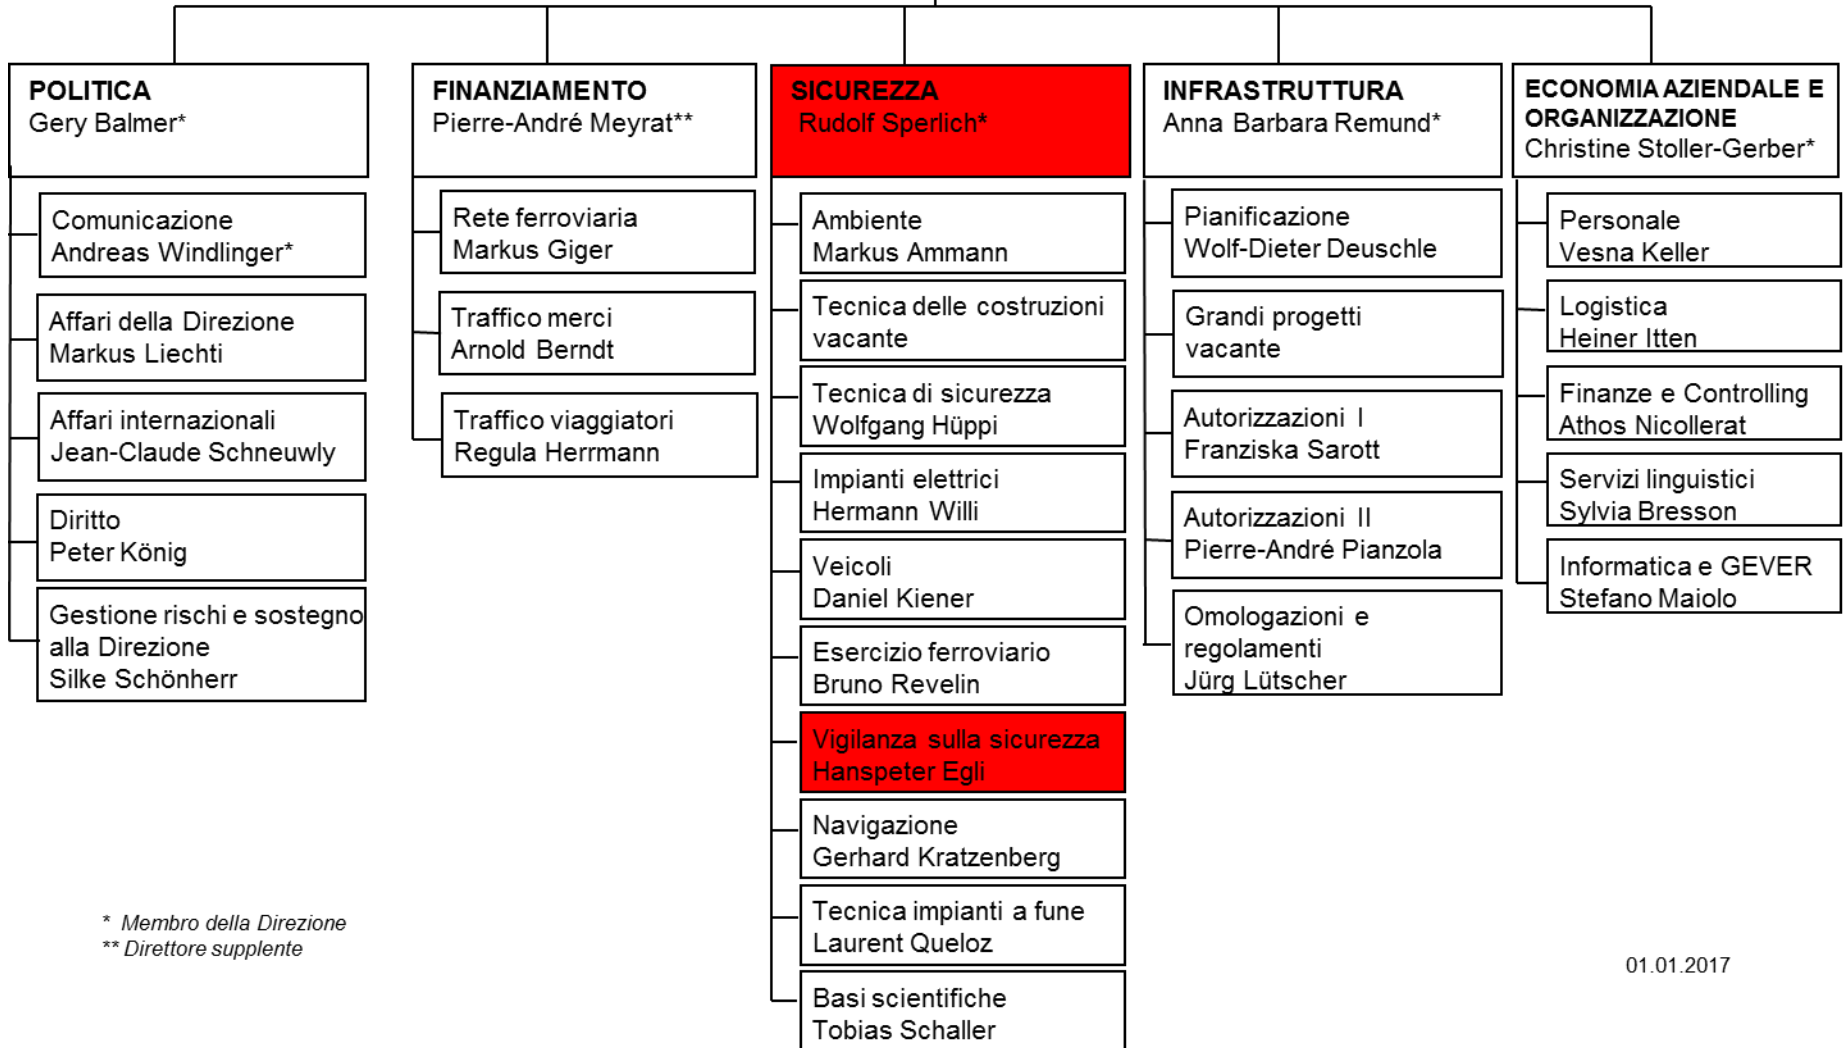 POLITICA
Gery Balmer*
Comunicazione
Andreas Windlinger*
Affari della Direzione
Markus Liechti
Affari internazionali
Jean-Claude Schneuwly
Diritto
Peter König
Gestione rischi e sostegno
alla Direzione
Silke Schönherr
FINANZIAMENTO
Pierre-André Meyrat**
Rete ferroviaria
Markus Giger
Traffico merci
Arnold Berndt
Traffico viaggiatori
Regula Herrmann
SICUREZZA
Rudolf Sperlich*
Ambiente
Markus Ammann
Tecnica delle costruzioni
vacante
Tecnica di sicurezza
Wolfgang Hüppi
Impianti elettrici
Hermann Willi
Veicoli
Daniel Kiener
Esercizio ferroviario
Bruno Revelin
Vigilanza sulla sicurezza
Hanspeter Egli
Navigazione
Gerhard Kratzenberg
Tecnica impianti a fune
Laurent Queloz
Basi scientifiche
Tobias Schaller
INFRASTRUTTURA
Anna Barbara Remund*
Pianificazione
Wolf-Dieter Deuschle
Grandi progetti
vacante
Autorizzazioni I
Franziska Sarott
Autorizzazioni II
Pierre-André Pianzola
Omologazioni e
regolamenti
Jürg Lütscher
ECONOMIA AZIENDALE E
ORGANIZZAZIONE
Christine Stoller-Gerber*
Personale
Vesna Keller
Logistica
Heiner Itten
Finanze e Controlling
Athos Nicollerat
Servizi linguistici
Sylvia Bresson
Informatica e GEVER
Stefano Maiolo
* Membro della Direzione
** Direttore supplente
01.01.2017